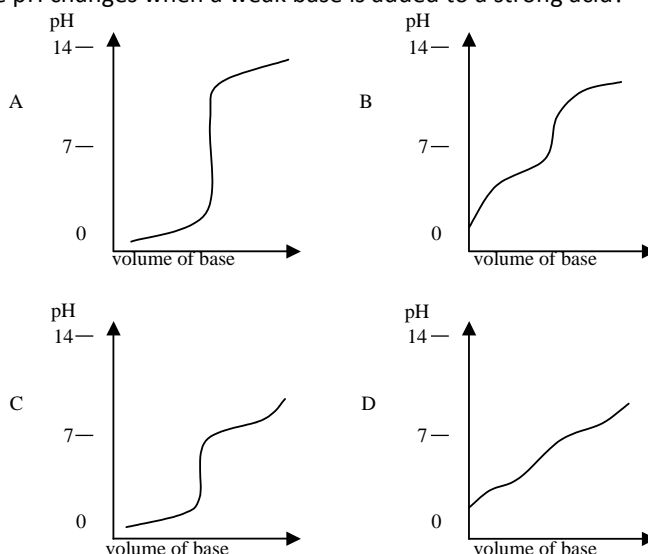 pH changes when a weak base is added to a strong acid?
pH
14
A
7
0
volume of base
pH
14
B
7
0
volume of base
pH
14
C
7
0
volume of base
pH
14
D
7
0
volume of base